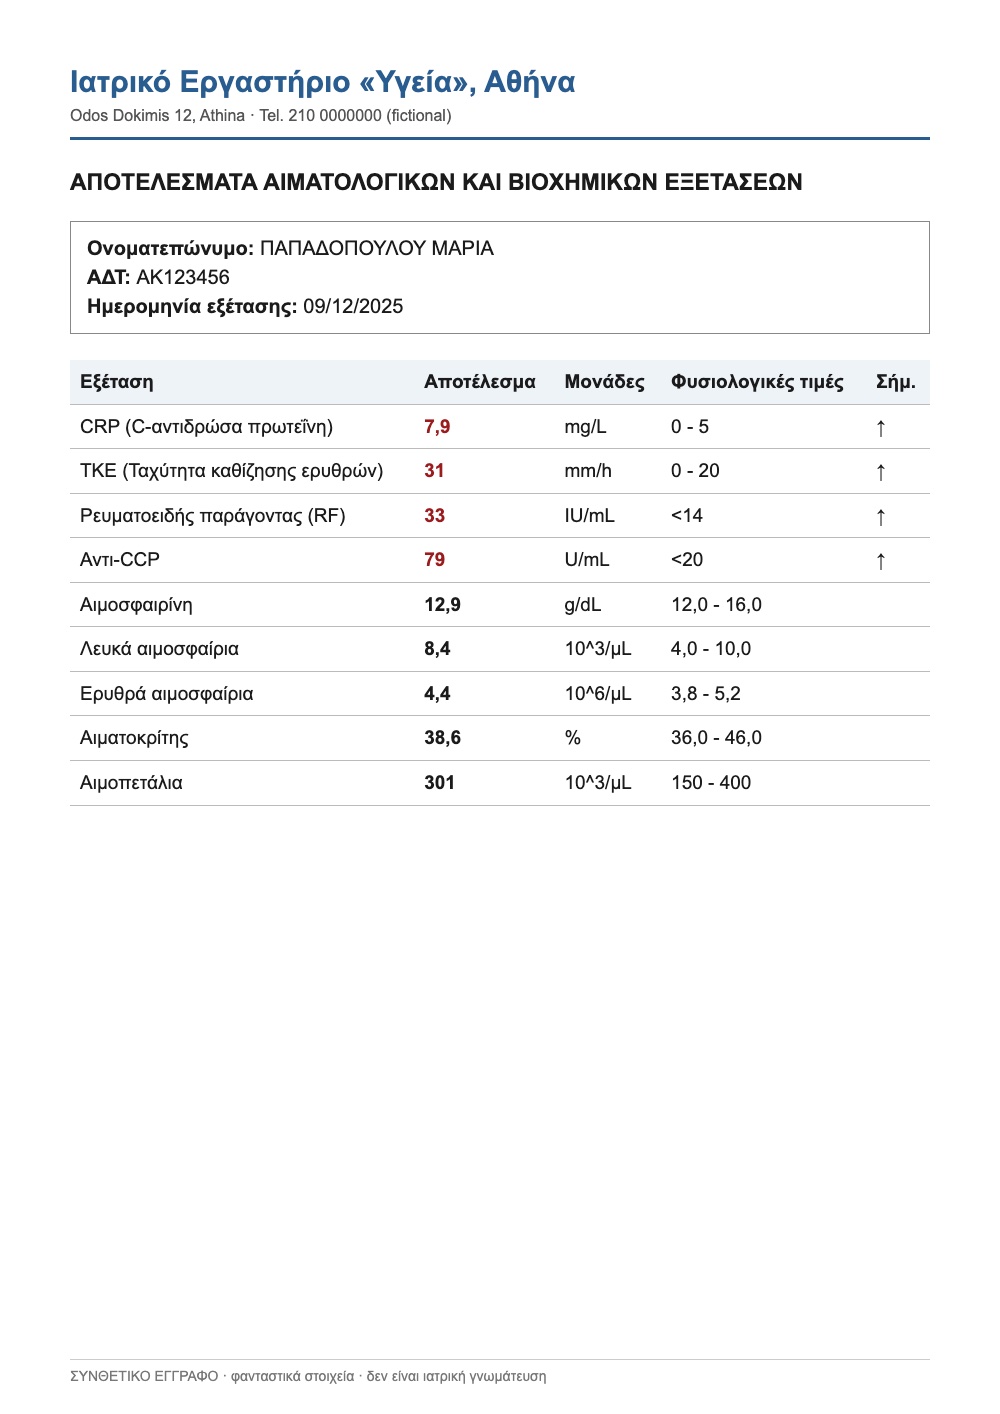 Ιατρικό Εργαστήριο «Υγεία», Αθήνα
Odos Dokimis 12, Athina · Tel. 210 0000000 (fictional)
ΑΠΟΤΕΛΕΣΜΑΤΑ ΑΙΜΑΤΟΛΟΓΙΚΩΝ ΚΑΙ ΒΙΟΧΗΜΙΚΩΝ ΕΞΕΤΑΣΕΩΝ
Ονοματεπώνυμο: ΠΑΠΑΔΟΠΟΥΛΟΥ ΜΑΡΙΑ
ΑΔΤ: ΑΚ123456
Ημερομηνία εξέτασης: 09/12/2025
Εξέταση Αποτέλεσμα Μονάδες Φυσιολογικές τιμές Σήμ.
CRP (C-αντιδρώσα πρωτεΐνη) 7,9 mg/L 0 - 5 ↑
ΤΚΕ (Ταχύτητα καθίζησης ερυθρών) 31 mm/h 0 - 20 ↑
Ρευματοειδής παράγοντας (RF) 33 IU/mL <14 ↑
Αντι-CCP 79 U/mL <20 ↑
Αιμοσφαιρίνη 12,9 g/dL 12,0 - 16,0
Λευκά αιμοσφαίρια 8,4 10^3/μL 4,0 - 10,0
Ερυθρά αιμοσφαίρια 4,4 10^6/μL 3,8 - 5,2
Αιματοκρίτης 38,6 % 36,0 - 46,0
Αιμοπετάλια 301 10^3/μL 150 - 400
ΣΥΝΘΕΤΙΚΟ ΕΓΓΡΑΦΟ · φανταστικά στοιχεία · δεν είναι ιατρική γνωμάτευση